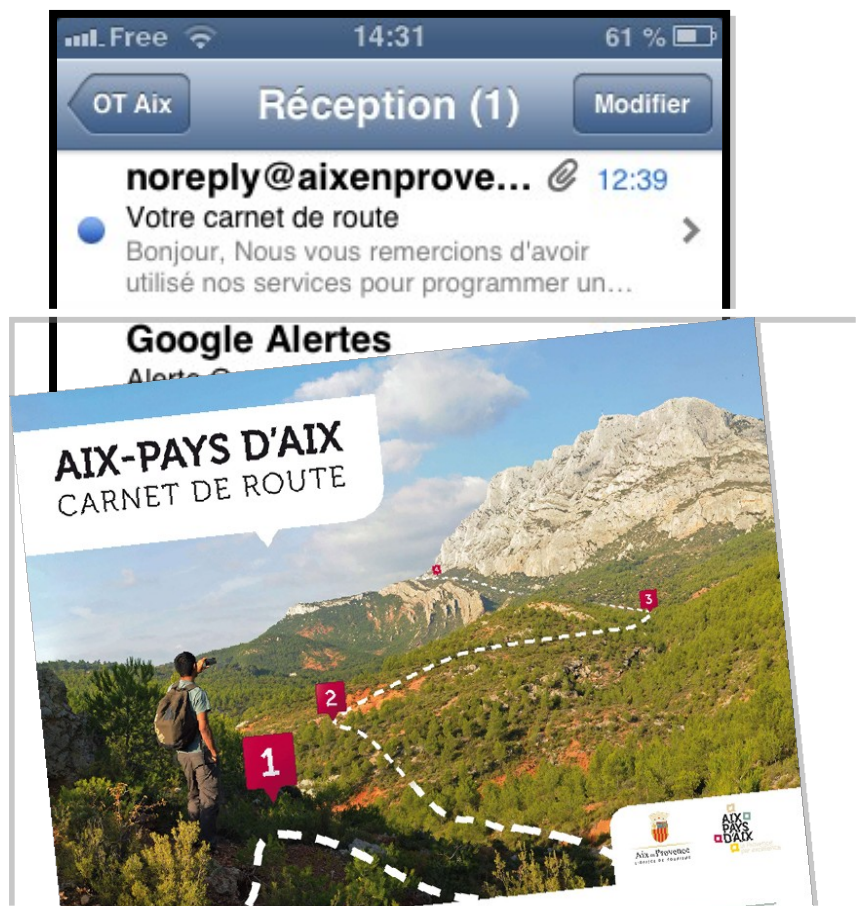 Free 14:31 61 %
OT Aix Réception (1) Modifier
noreply@aixenprove... 12:39
Votre carnet de route
Bonjour, Nous vous remercions d'avoir
utilisé nos services pour programmer un...
Google Alertes
AIX-PAYS D'AIX
CARNET DE ROUTE
4
3
2
1
Aix en Provence
AIX
PAYS
D'AIX